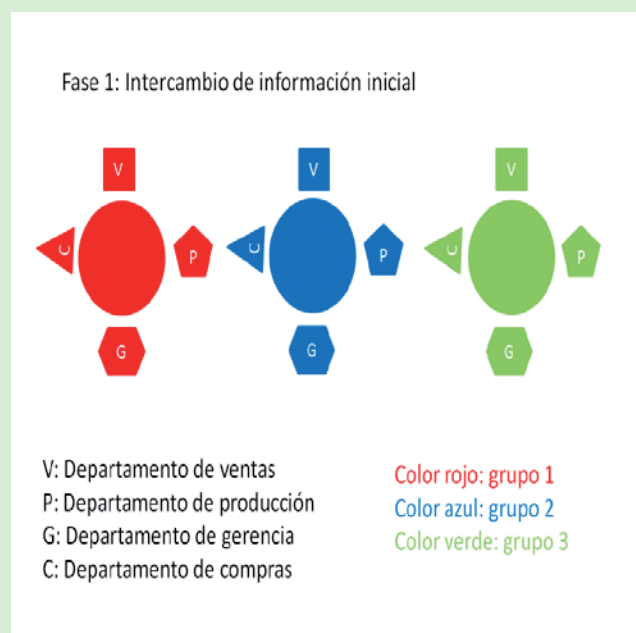 Fase 1: Intercambio de información inicial
V V V
C P C P C P
G G G
V: Departamento de ventas
P: Departamento de producción
G: Departamento de gerencia
C: Departamento de compras
Color rojo: grupo 1
Color azul: grupo 2
Color verde: grupo 3